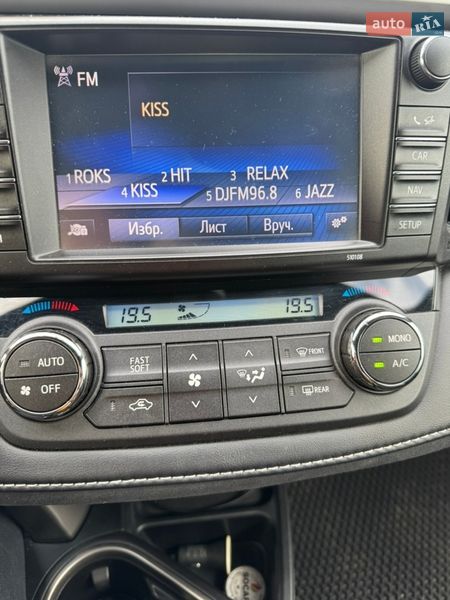 auto RIA
FM
KISS
1 ROKS 2 HIT 3 RELAX
4 KISS 5 DJFM96.8 6 JAZZ
Избр. Лист Вруч.
CAR
NAV
SETUP
510108
19.5 19.5
AUTO
OFF
FAST
SOFT
FRONT
REAR
MONO
A/C